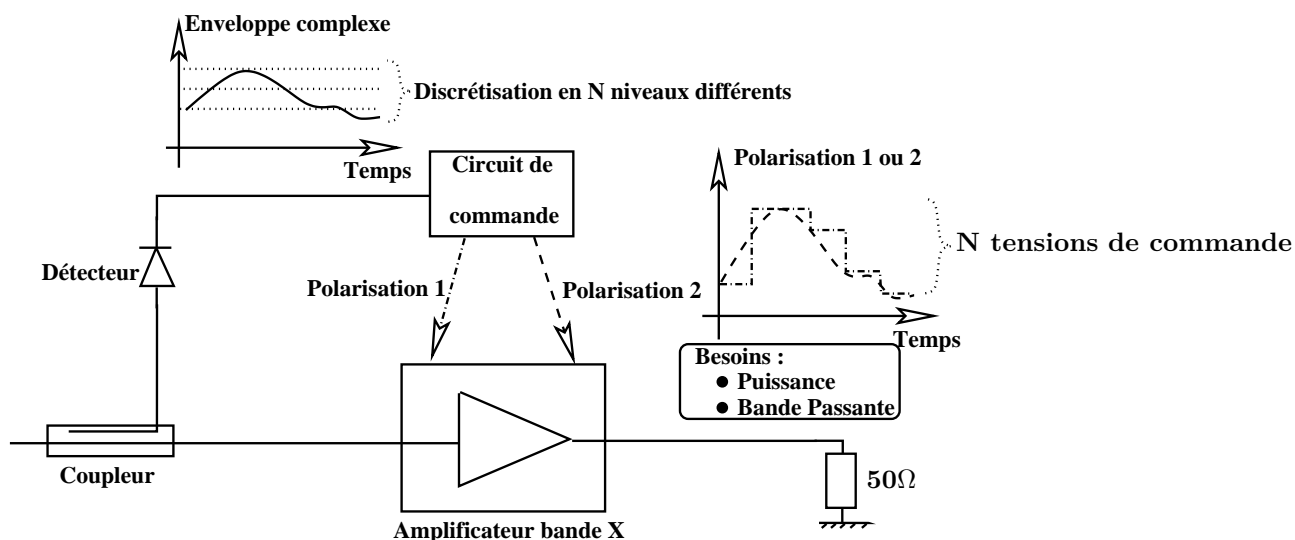 Enveloppe complexe
Discrétisation en N niveaux différents
Temps
Circuit de
commande
Polarisation 1 ou 2
N tensions de commande
Temps
Détecteur
Polarisation 1
Polarisation 2
Besoins :
● Puissance
● Bande Passante
Coupleur
50Ω
Amplificateur bande X